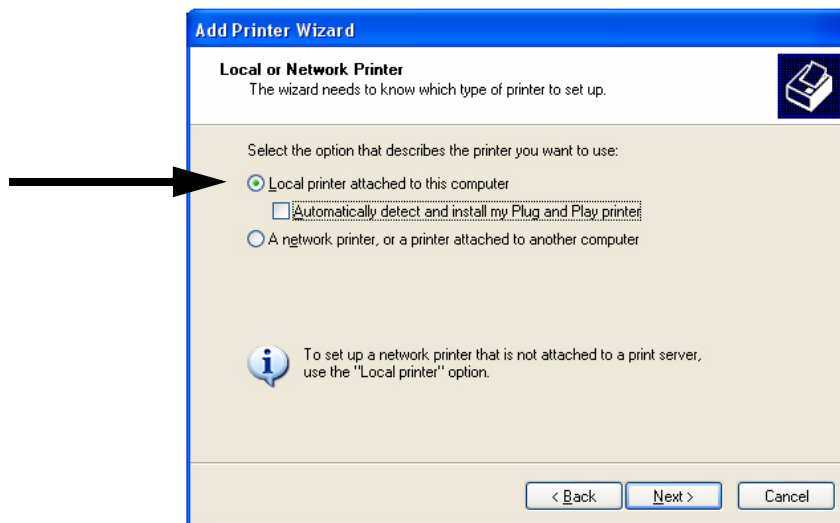 Add Printer Wizard
Local or Network Printer
The wizard needs to know which type of printer to set up.
Select the option that describes the printer you want to use:
Local printer attached to this computer
Automatically detect and install my Plug and Play printer
A network printer, or a printer attached to another computer
To set up a network printer that is not attached to a print server,
use the "Local printer" option.
< Back Next > Cancel